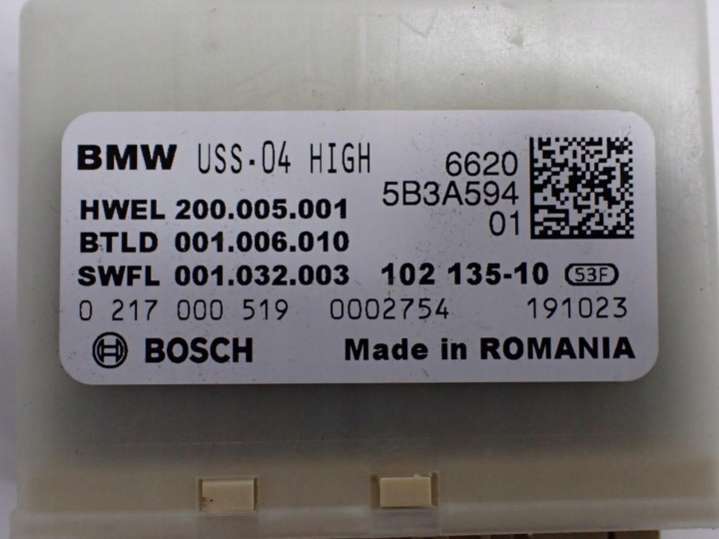 BMW USS-04 HIGH 6620
5B3A594
HWEL 200.005.001 01
BTLD 001.006.010
SWFL 001.032.003 102 135-10 53F
0 217 000 519 0002754 191023
BOSCH Made in ROMANIA